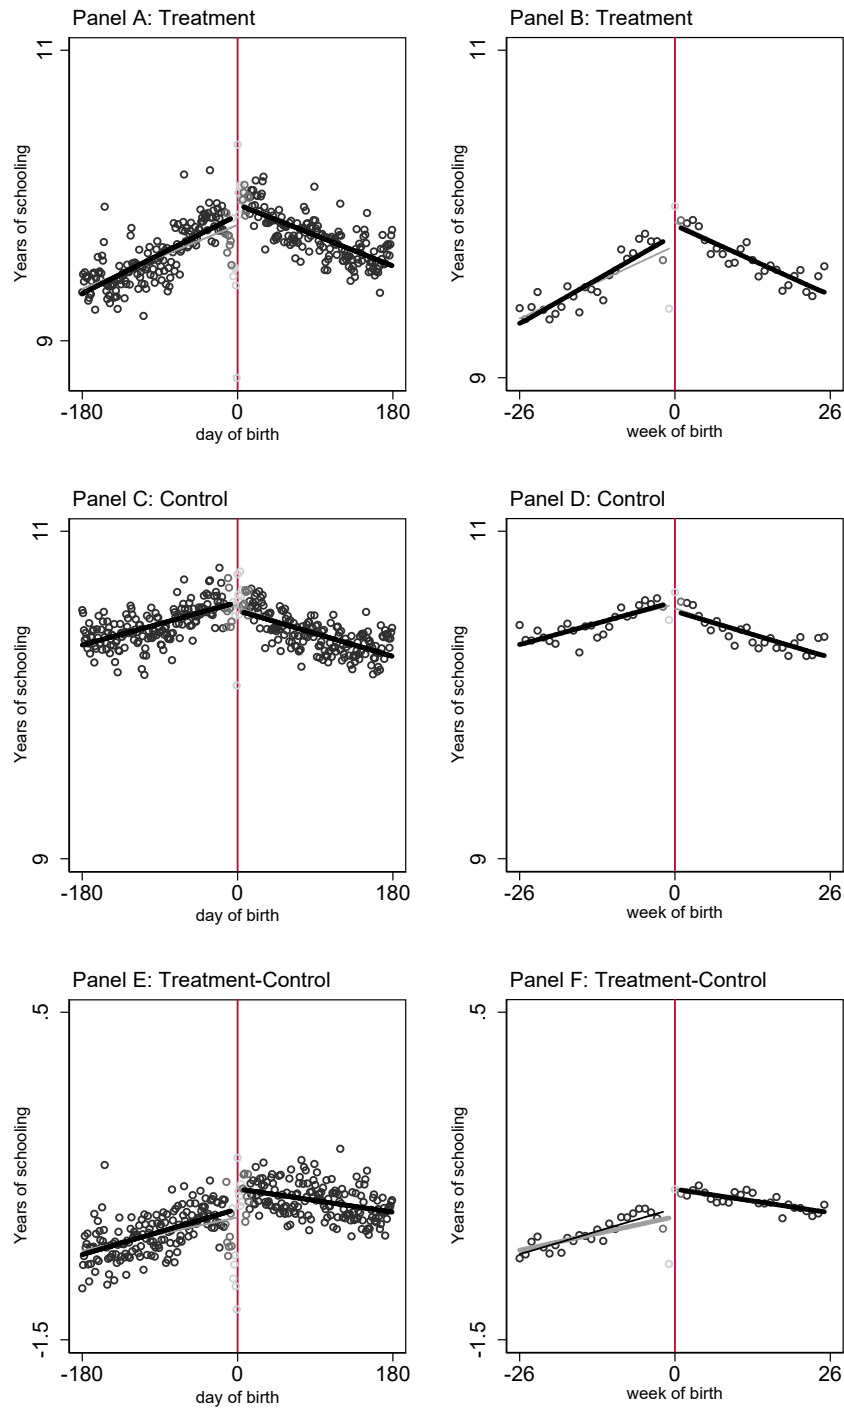 Panel A: Treatment
11
Years of schooling
9
-180 0 180
day of birth
Panel B: Treatment
11
Years of schooling
9
-26 0 26
week of birth
Panel C: Control
11
Years of schooling
9
-180 0 180
day of birth
Panel D: Control
11
Years of schooling
9
-26 0 26
week of birth
Panel E: Treatment-Control
.5
Years of schooling
-1.5
-180 0 180
day of birth
Panel F: Treatment-Control
.5
Years of schooling
-1.5
-26 0 26
week of birth